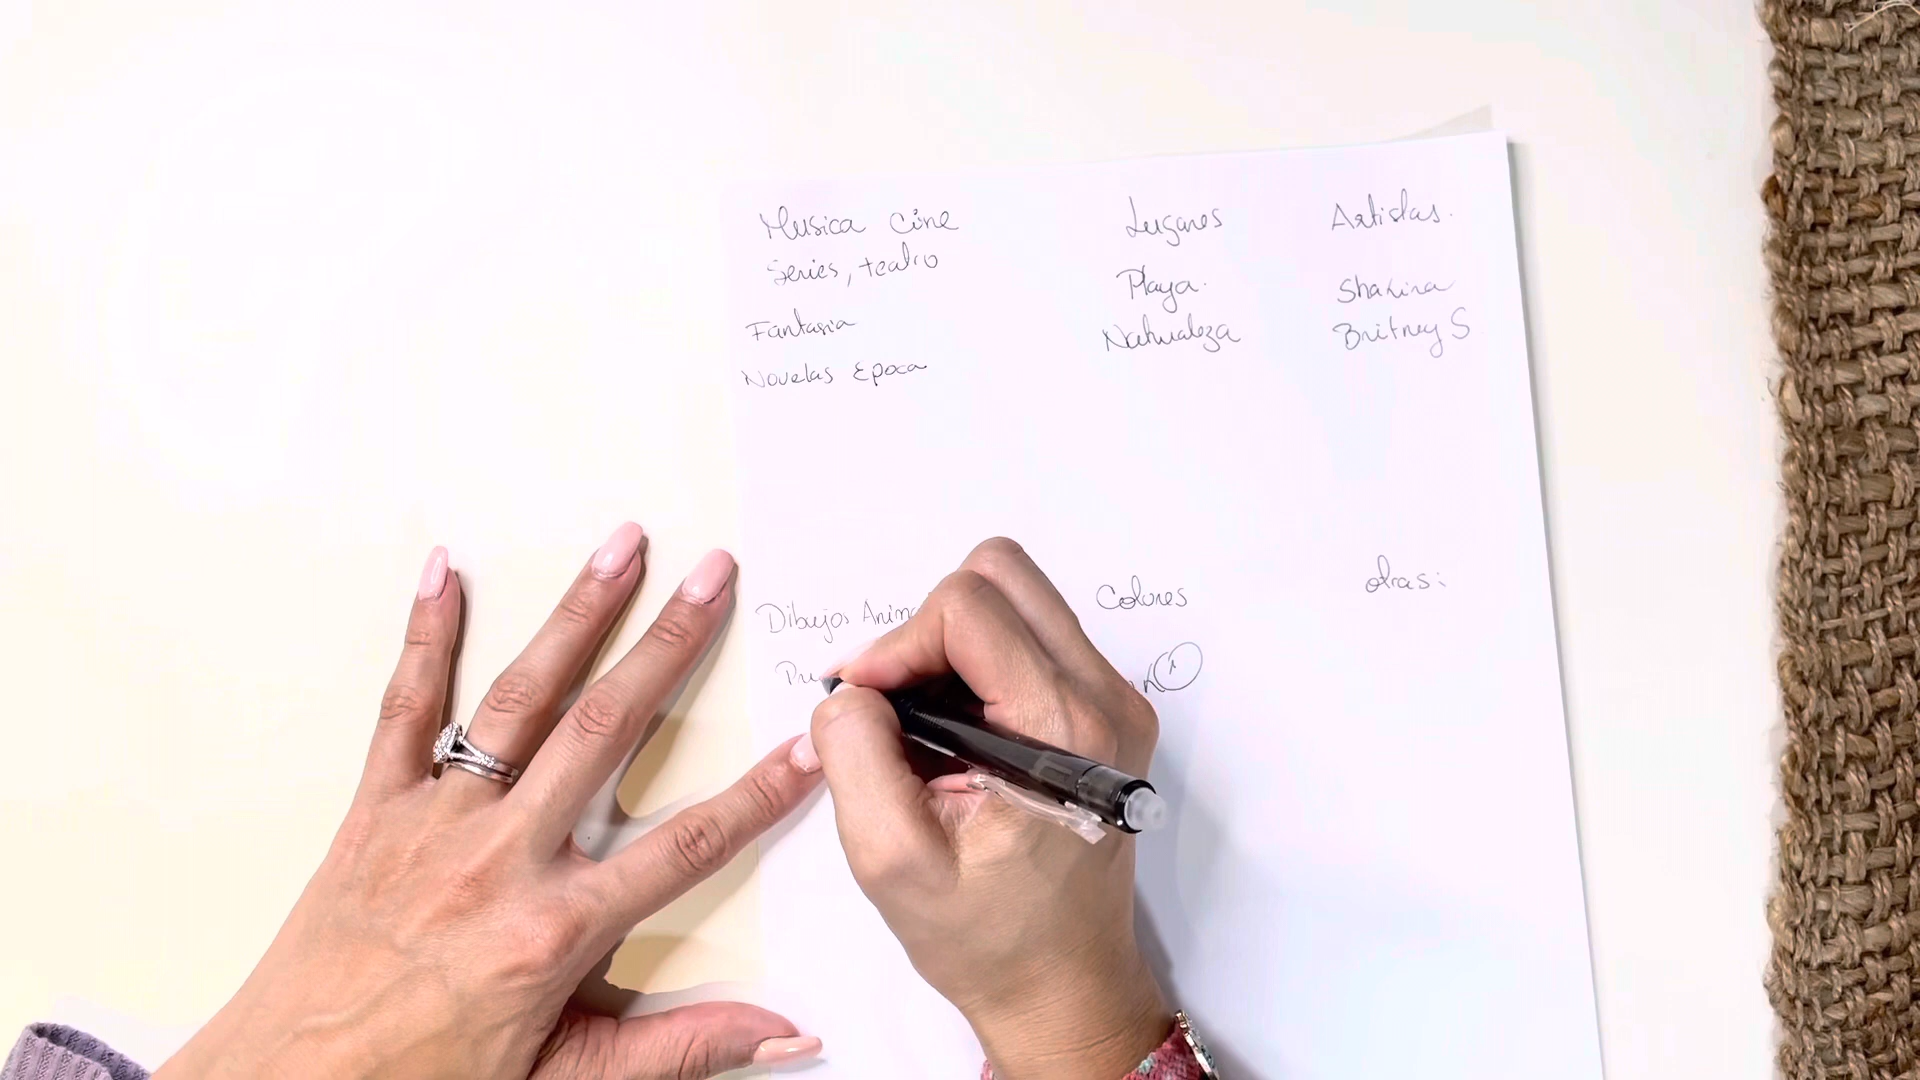 Musica Cine
Series, teatro
Fantasia
Novelas Epoca
Lugares
Playa.
Naturaleza
Artistas.
Shakira
Britney S
Dibujos
Colores
otras: